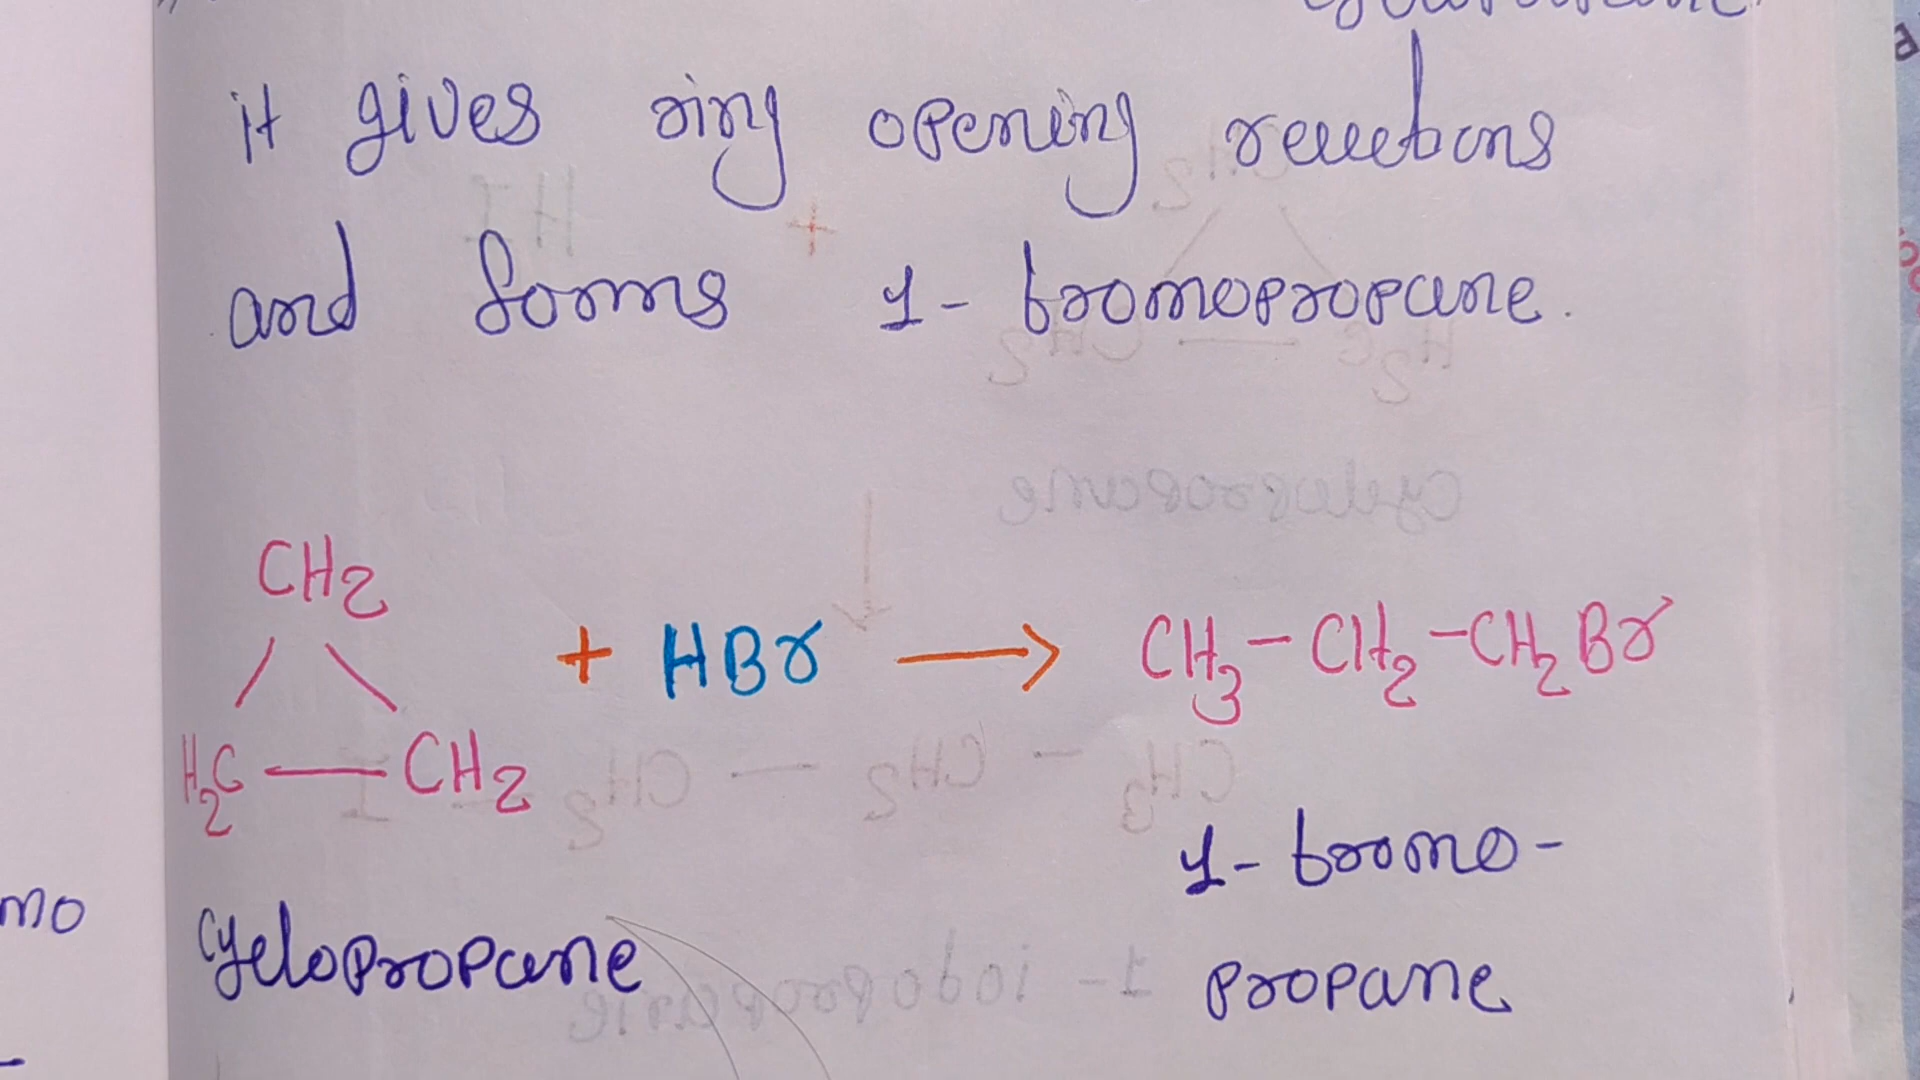 it gives ring opening reactions
and forms 1- bromopropane.
CH2
+ HBr → CH3-CH2-CH2Br
H2C — CH2
1- bromo-
mo
Cyclopropane
propane